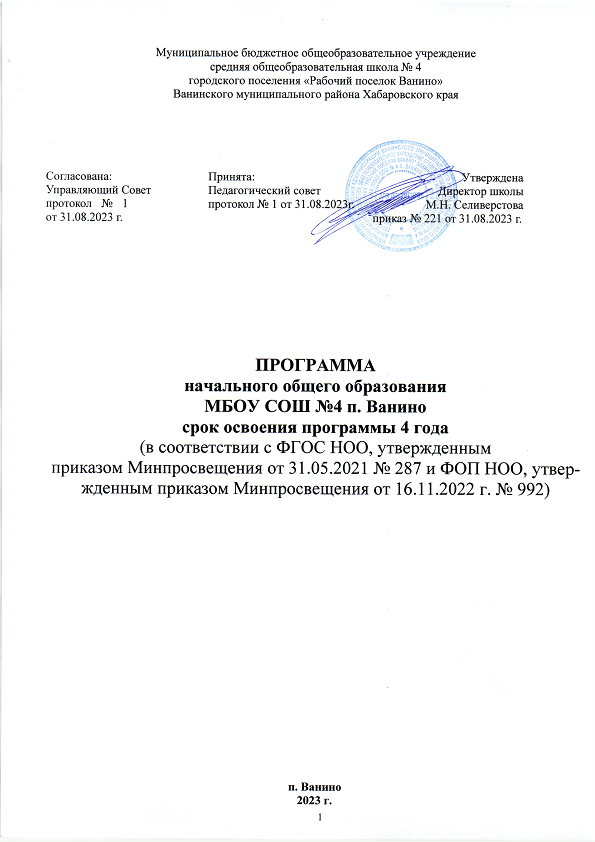 Муниципальное бюджетное общеобразовательное учреждение
средняя общеобразовательная школа № 4
городского поселения «Рабочий поселок Ванино»
Ванинского муниципального района Хабаровского края
Согласована:
Управляющий Совет
протокол № 1
от 31.08.2023 г.
Принята:
Педагогический совет
протокол № 1 от 31.08.2023г.
Утверждена
Директор школы
М.Н. Селиверстова
приказ № 221 от 31.08.2023 г.
ПРОГРАММА
начального общего образования
МБОУ СОШ №4 п. Ванино
срок освоения программы 4 года
(в соответствии с ФГОС НОО, утвержденным
приказом Минпросвещения от 31.05.2021 № 287 и ФОП НОО, утвер-
жденным приказом Минпросвещения от 16.11.2022 г. № 992)
п. Ванино
2023 г.
1